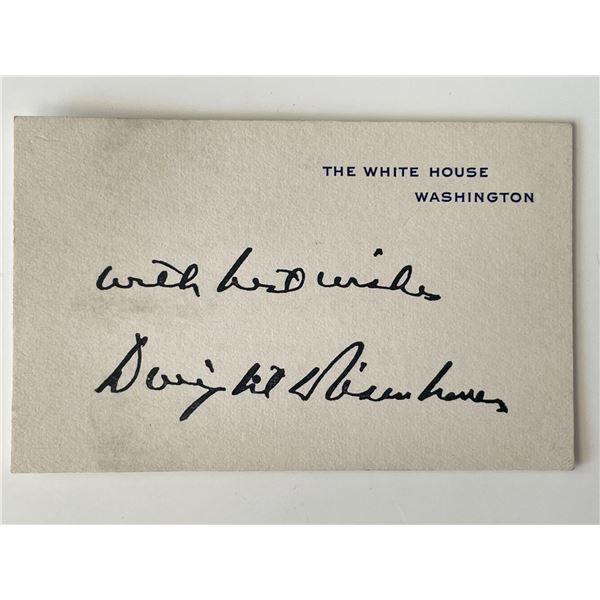 THE WHITE HOUSE
WASHINGTON
with best wishes
Dwight D Eisenhower